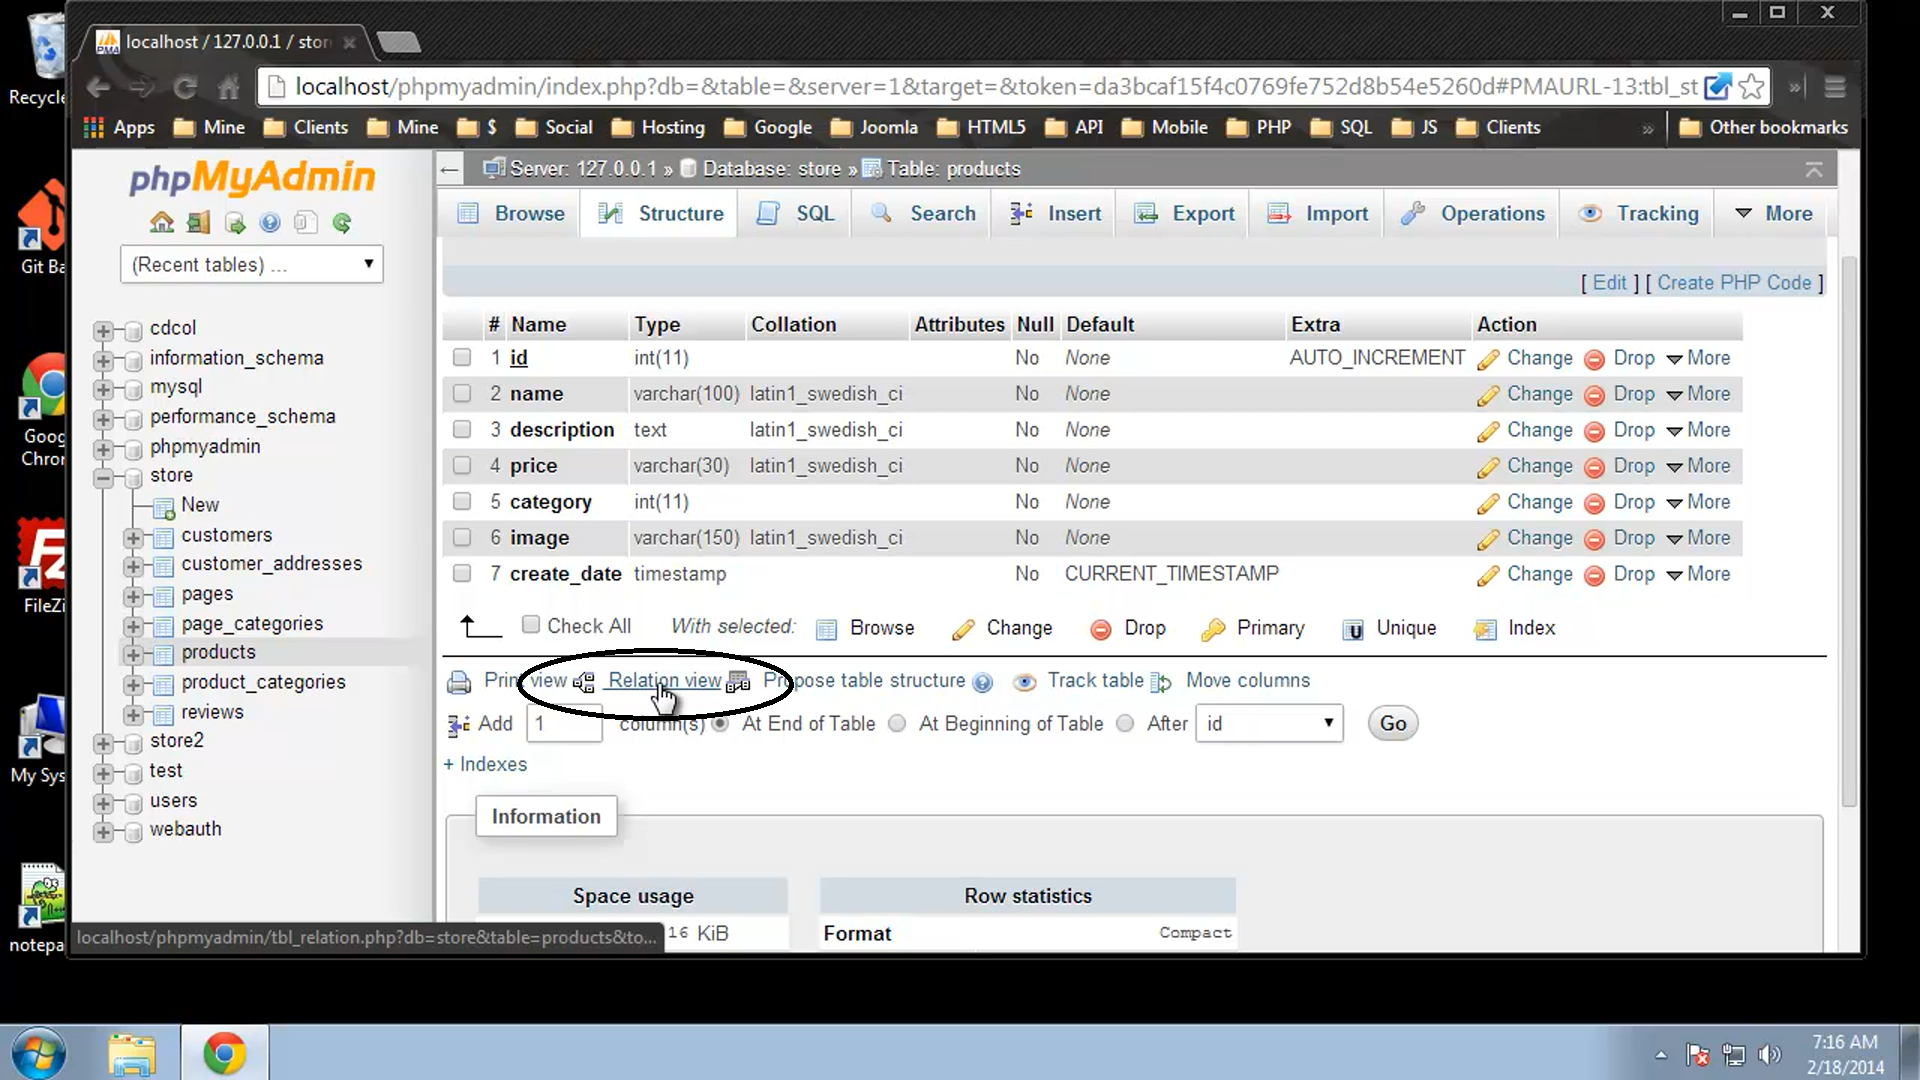 localhost / 127.0.0.1 / stor
localhost/phpmyadmin/index.php?db=&table=&server=1&target=&token=da3bcaf15f4c0769fe752d8b54e5260d#PMAURL-13:tbl_st
Apps Mine Clients Mine $ Social Hosting Google Joomla HTML5 API Mobile PHP SQL JS Clients » Other bookmarks
Recycle
Git Ba
Goog
Chron
FileZi
My Sys
notepa
phpMyAdmin
(Recent tables) ...
cdcol
information_schema
mysql
performance_schema
phpmyadmin
store
New
customers
customer_addresses
pages
page_categories
products
product_categories
reviews
store2
test
users
webauth
Server: 127.0.0.1 » Database: store » Table: products
Browse Structure SQL Search Insert Export Import Operations Tracking More
[ Edit ] [ Create PHP Code ]
# Name Type Collation Attributes Null Default Extra Action
1 id int(11) No None AUTO_INCREMENT Change Drop More
2 name varchar(100) latin1_swedish_ci No None Change Drop More
3 description text latin1_swedish_ci No None Change Drop More
4 price varchar(30) latin1_swedish_ci No None Change Drop More
5 category int(11) No None Change Drop More
6 image varchar(150) latin1_swedish_ci No None Change Drop More
7 create_date timestamp No CURRENT_TIMESTAMP Change Drop More
Check All With selected: Browse Change Drop Primary Unique Index
Print view Relation view Propose table structure Track table Move columns
Add 1 column(s) At End of Table At Beginning of Table After id Go
+ Indexes
Information
Space usage Row statistics
16 KiB Format Compact
localhost/phpmyadmin/tbl_relation.php?db=store&table=products&to...
7:16 AM
2/18/2014